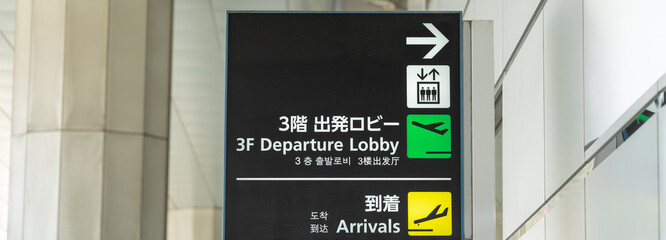 3階 出発ロビー
3F Departure Lobby
3층 출발로비 3楼出发厅
到着
도착
到达 Arrivals